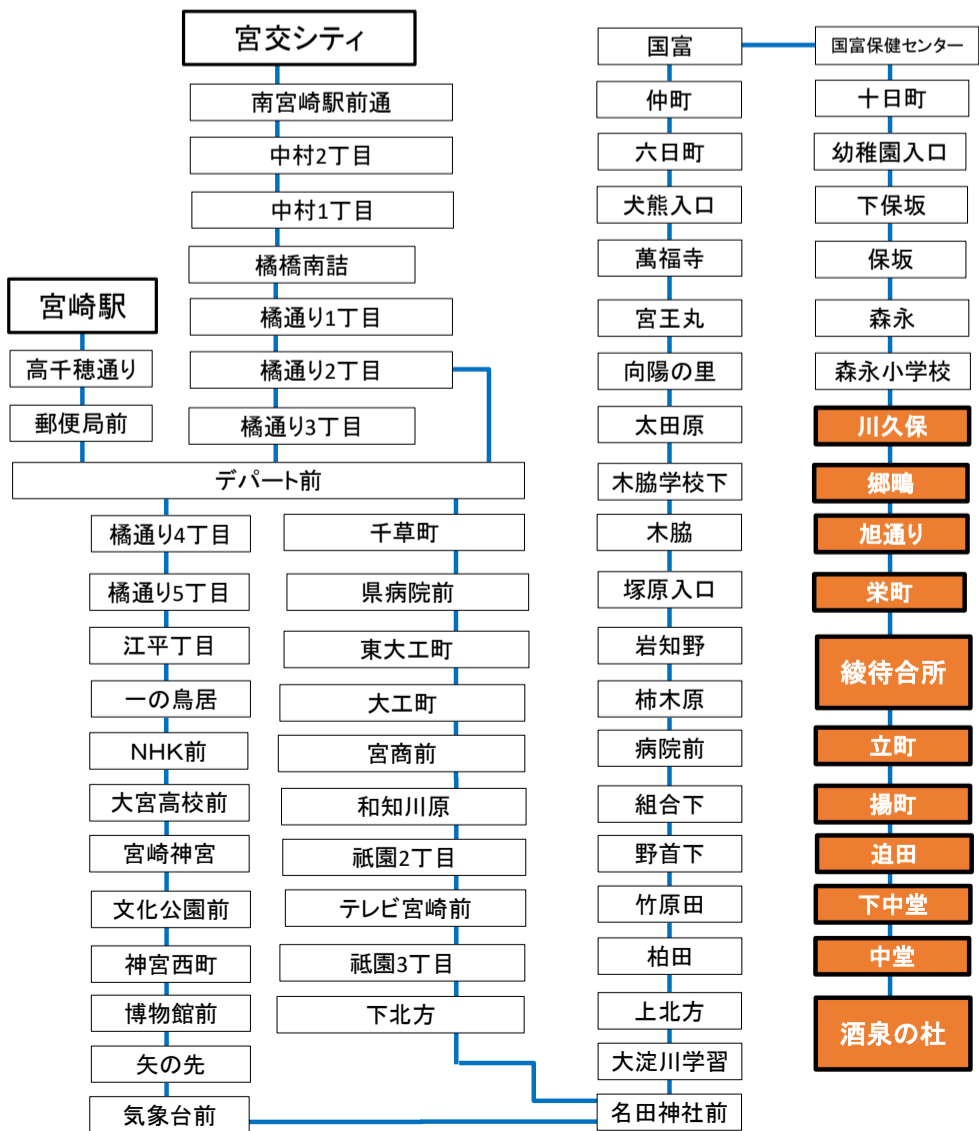 宮交シティ
南宮崎駅前通
中村2丁目
中村1丁目
橘橋南詰
橘通り1丁目
橘通り2丁目
橘通り3丁目
宮崎駅
高千穂通り
郵便局前
デパート前
橘通り4丁目
橘通り5丁目
江平丁目
一の鳥居
NHK前
大宮高校前
宮崎神宮
文化公園前
神宮西町
博物館前
矢の先
気象台前
千草町
県病院前
東大工町
大工町
宮商前
和知川原
祇園2丁目
テレビ宮崎前
祗園3丁目
下北方
国富
仲町
六日町
犬熊入口
萬福寺
宮王丸
向陽の里
太田原
木脇学校下
木脇
塚原入口
岩知野
柿木原
病院前
組合下
野首下
竹原田
柏田
上北方
大淀川学習
名田神社前
国富保健センター
十日町
幼稚園入口
下保坂
保坂
森永
森永小学校
川久保
郷鴫
旭通り
栄町
綾待合所
立町
揚町
迫田
下中堂
中堂
酒泉の杜